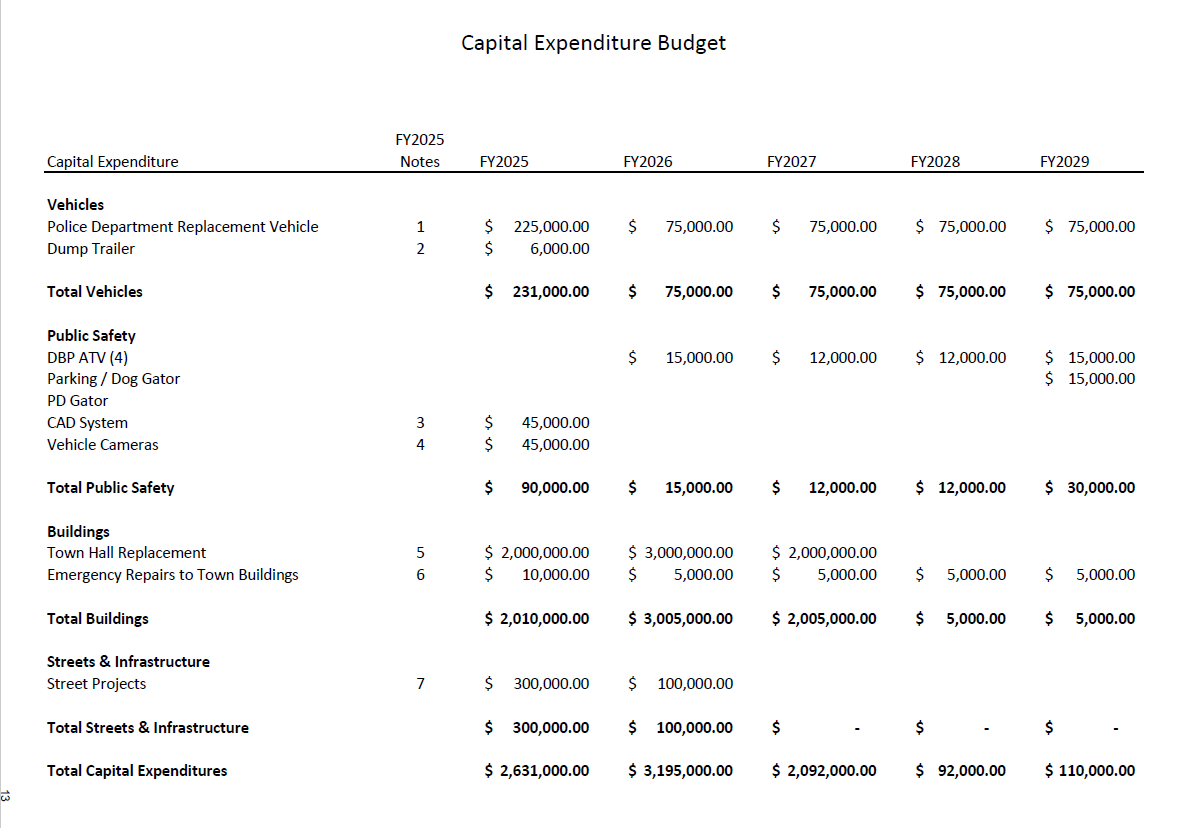 Capital Expenditure Budget
FY2025
Capital Expenditure Notes FY2025 FY2026 FY2027 FY2028 FY2029
Vehicles
Police Department Replacement Vehicle 1 $ 225,000.00 $ 75,000.00 $ 75,000.00 $ 75,000.00 $ 75,000.00
Dump Trailer 2 $ 6,000.00
Total Vehicles $ 231,000.00 $ 75,000.00 $ 75,000.00 $ 75,000.00 $ 75,000.00
Public Safety
DBP ATV (4) $ 15,000.00 $ 12,000.00 $ 12,000.00 $ 15,000.00
Parking / Dog Gator $ 15,000.00
PD Gator
CAD System 3 $ 45,000.00
Vehicle Cameras 4 $ 45,000.00
Total Public Safety $ 90,000.00 $ 15,000.00 $ 12,000.00 $ 12,000.00 $ 30,000.00
Buildings
Town Hall Replacement 5 $ 2,000,000.00 $ 3,000,000.00 $ 2,000,000.00
Emergency Repairs to Town Buildings 6 $ 10,000.00 $ 5,000.00 $ 5,000.00 $ 5,000.00 $ 5,000.00
Total Buildings $ 2,010,000.00 $ 3,005,000.00 $ 2,005,000.00 $ 5,000.00 $ 5,000.00
Streets & Infrastructure
Street Projects 7 $ 300,000.00 $ 100,000.00
Total Streets & Infrastructure $ 300,000.00 $ 100,000.00 $ - $ - $ -
Total Capital Expenditures $ 2,631,000.00 $ 3,195,000.00 $ 2,092,000.00 $ 92,000.00 $ 110,000.00
13